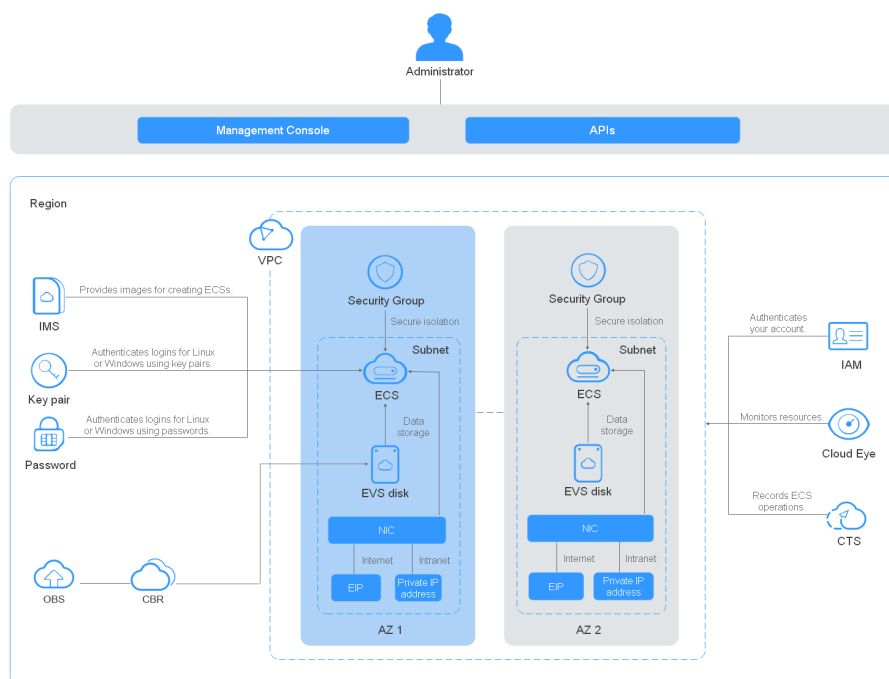 Administrator
Management Console
APIs
Region
VPC
Security Group
Secure isolation
Subnet
ECS
Data
storage
EVS disk
NIC
Internet
Intranet
EIP
Private IP
address
AZ 1
Security Group
Secure isolation
Subnet
ECS
Data
storage
EVS disk
NIC
Internet
Intranet
EIP
Private IP
address
AZ 2
Provides images for creating ECSs.
IMS
Authenticates logins for Linux
or Windows using key pairs.
Key pair
Authenticates logins for Linux
or Windows using passwords.
Password
OBS
CBR
Authenticates
your account.
IAM
Monitors resources.
Cloud Eye
Records ECS
operations.
CTS